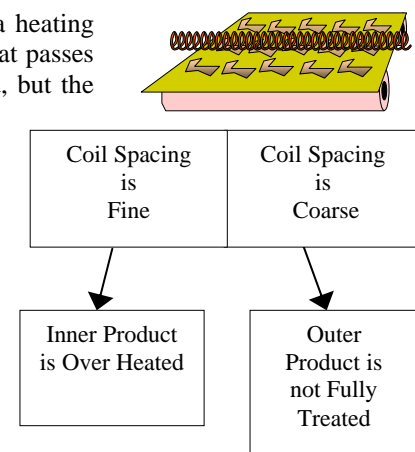 a heating
at passes
, but the
Coil Spacing
is
Fine
Coil Spacing
is
Coarse
Inner Product
is Over Heated
Outer
Product is
not Fully
Treated